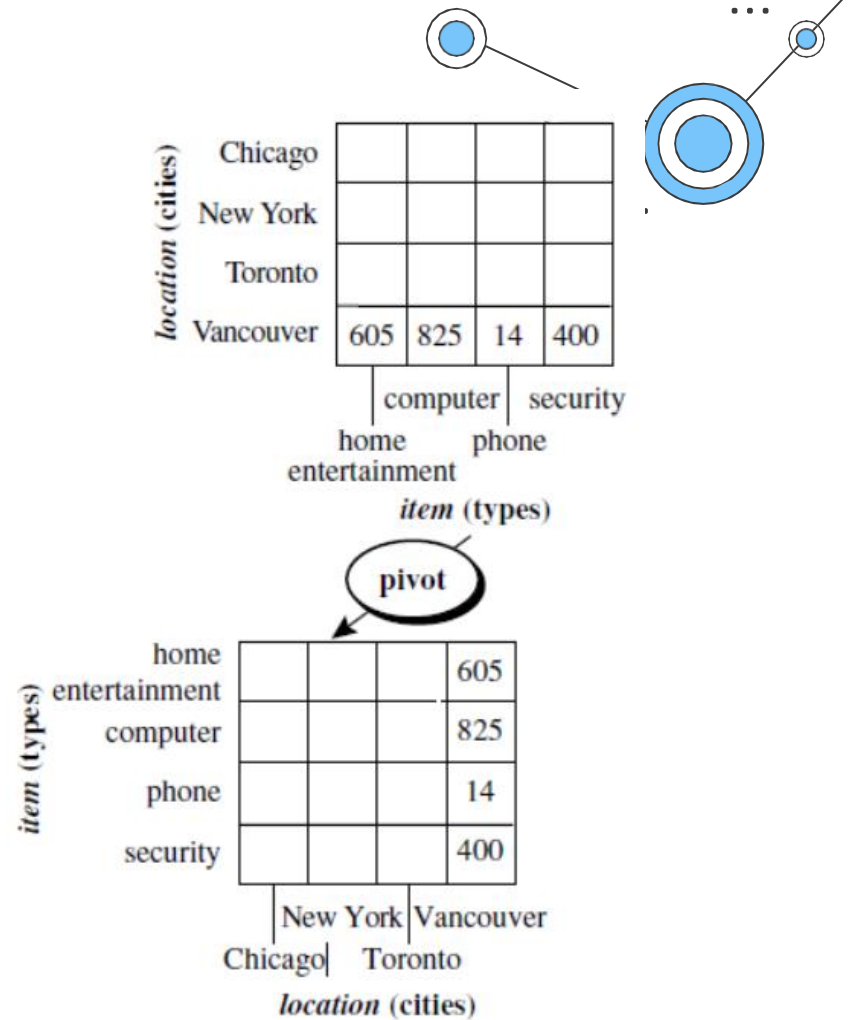 ...
location (cities)
Chicago
New York
Toronto
Vancouver 605 825 14 400
computer security
home phone
entertainment
item (types)
pivot
item (types)
home
entertainment 605
computer 825
phone 14
security 400
New York Vancouver
Chicago Toronto
location (cities)